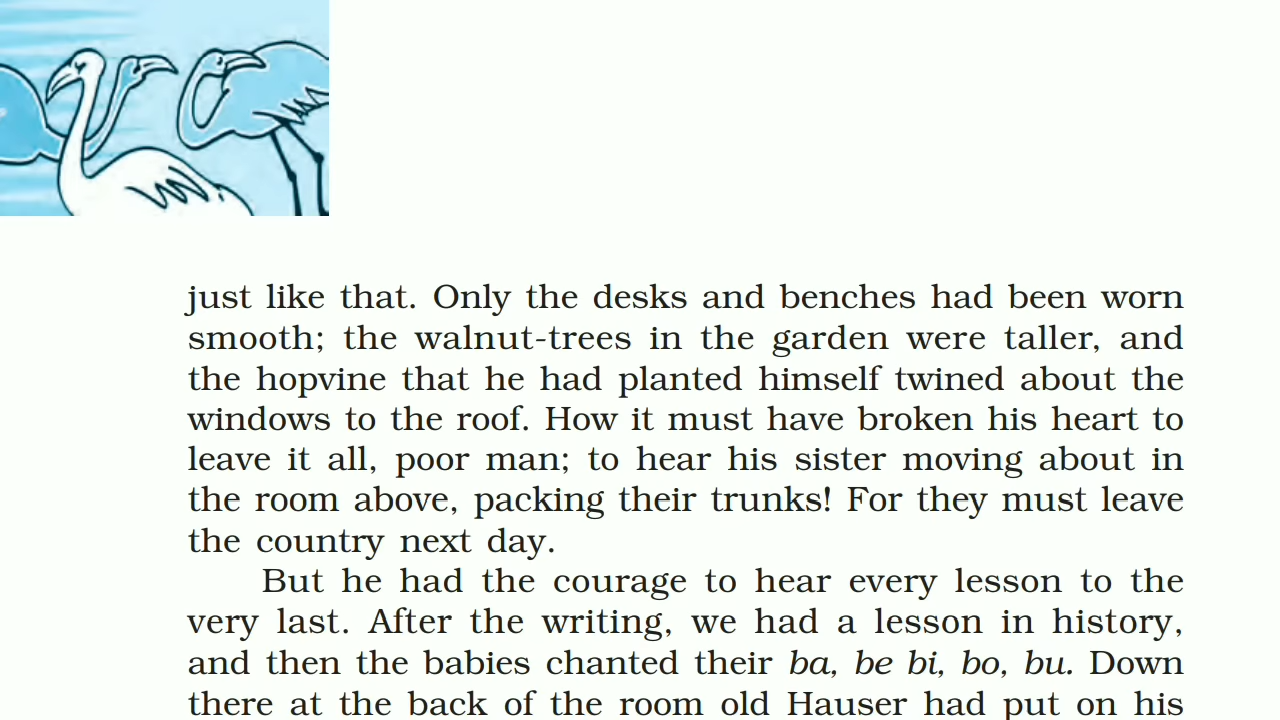 just like that. Only the desks and benches had been worn
smooth; the walnut-trees in the garden were taller, and
the hopvine that he had planted himself twined about the
windows to the roof. How it must have broken his heart to
leave it all, poor man; to hear his sister moving about in
the room above, packing their trunks! For they must leave
the country next day.
But he had the courage to hear every lesson to the
very last. After the writing, we had a lesson in history,
and then the babies chanted their ba, be bi, bo, bu. Down
there at the back of the room old Hauser had put on his